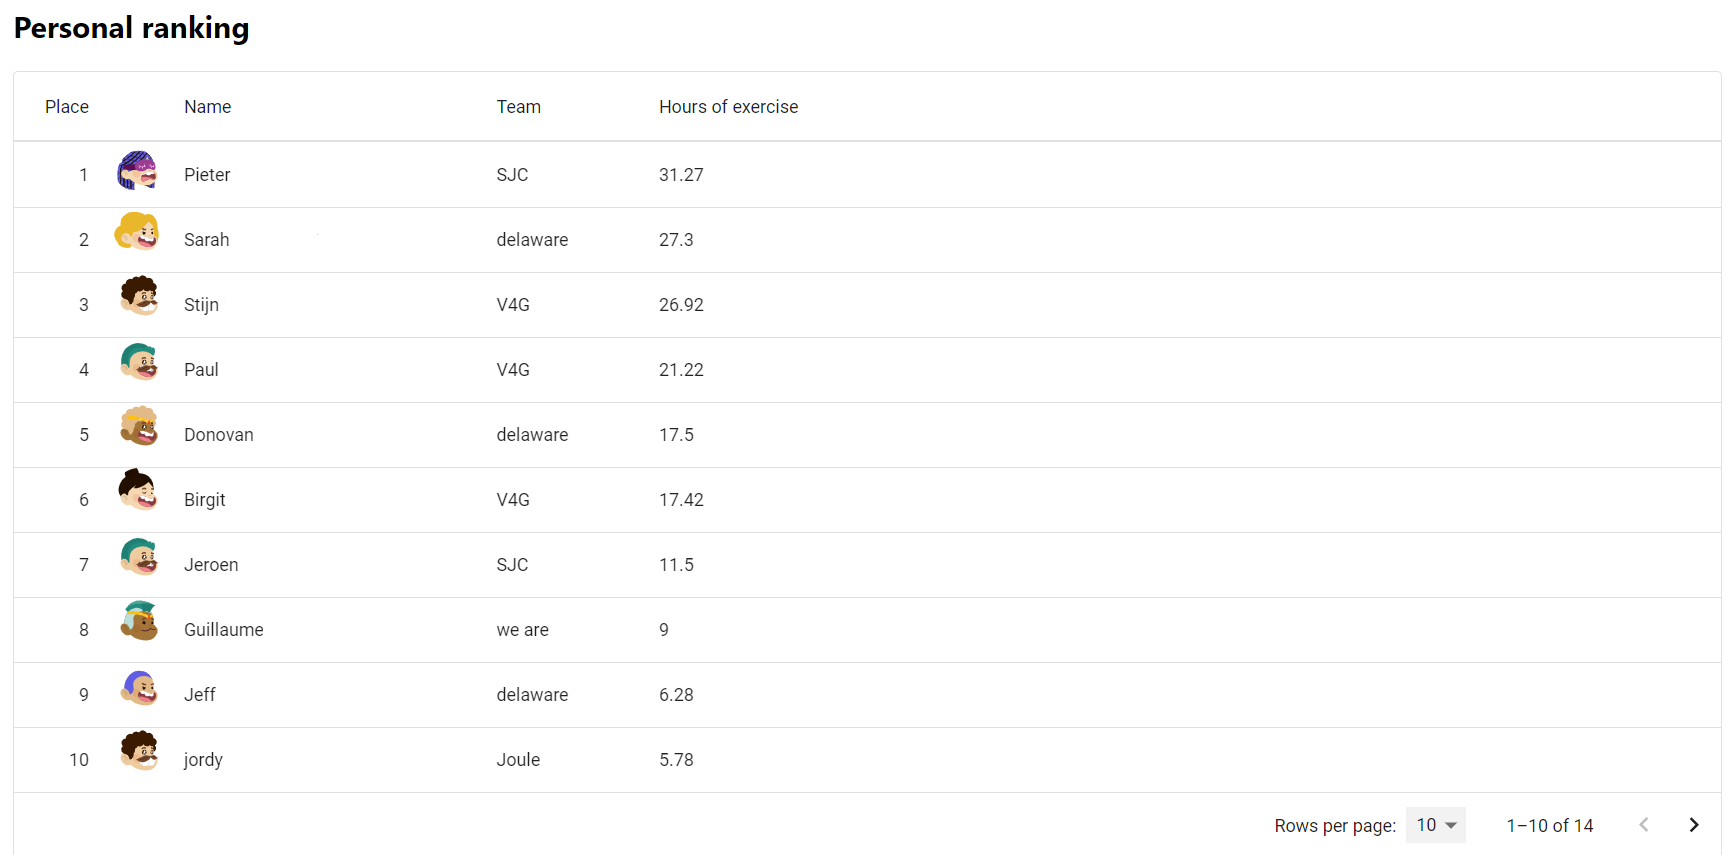 Personal ranking
Place Name Team Hours of exercise
1 Pieter SJC 31.27
2 Sarah delaware 27.3
3 Stijn V4G 26.92
4 Paul V4G 21.22
5 Donovan delaware 17.5
6 Birgit V4G 17.42
7 Jeroen SJC 11.5
8 Guillaume we are 9
9 Jeff delaware 6.28
10 jordy Joule 5.78
Rows per page: 10 1–10 of 14